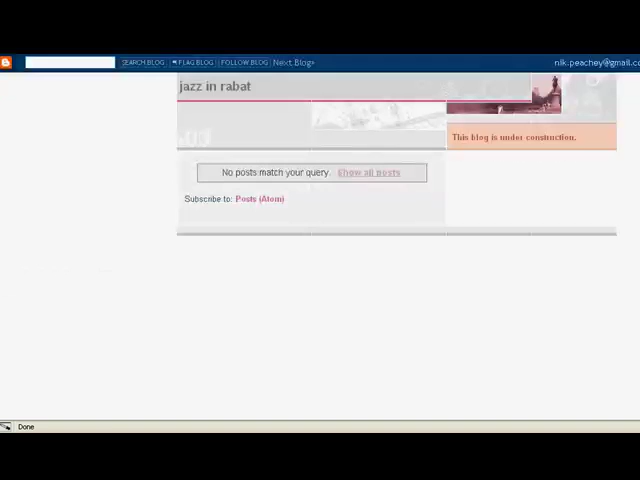 SEARCH BLOG FLAG BLOG FOLLOW BLOG Next Blog»
nik.peachey@gmail.co
jazz in rabat
This blog is under construction.
No posts match your query. Show all posts
Subscribe to: Posts (Atom)
Done